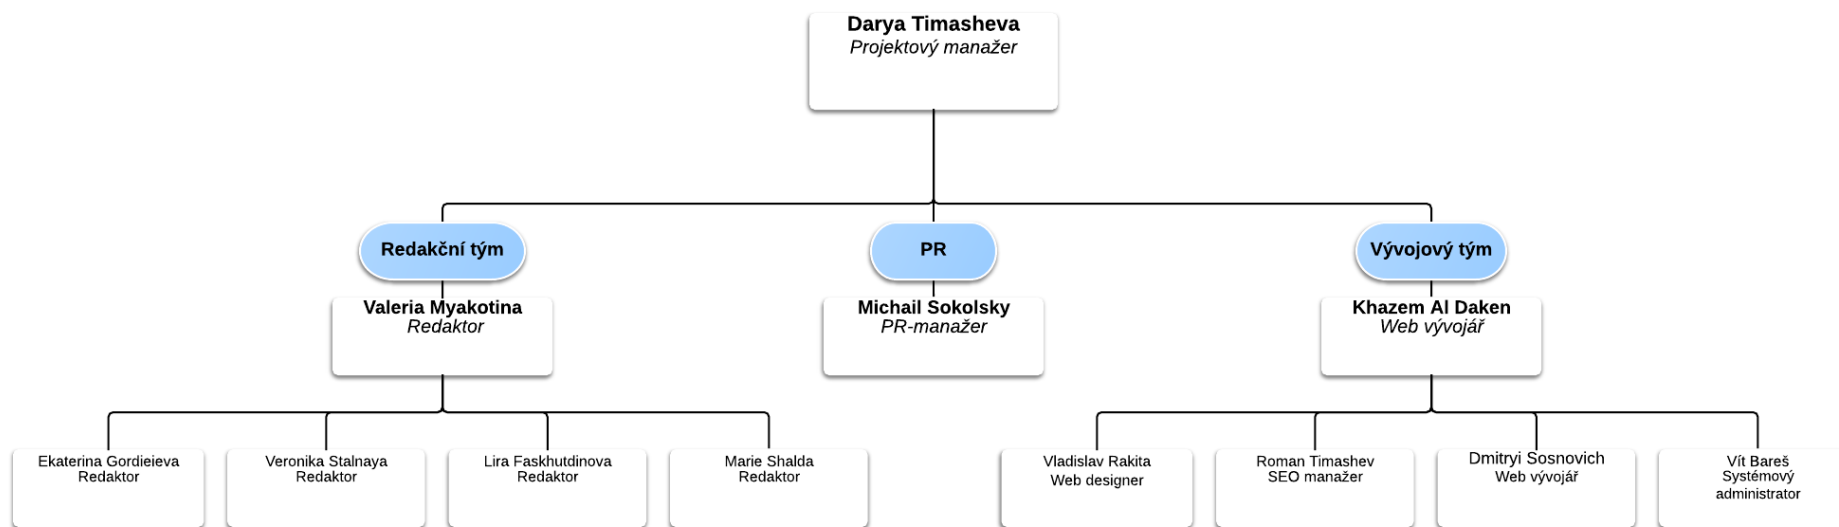 Darya Timasheva
Projektový manažer
Redakční tým
PR
Vývojový tým
Valeria Myakotina
Redaktor
Michail Sokolsky
PR-manažer
Khazem Al Daken
Web vývojář
Ekaterina Gordieieva
Redaktor
Veronika Stalnaya
Redaktor
Lira Faskhutdinova
Redaktor
Marie Shalda
Redaktor
Vladislav Rakita
Web designer
Roman Timashev
SEO manažer
Dmitryi Sosnovich
Web vývojář
Vít Bareš
Systémový
administrator